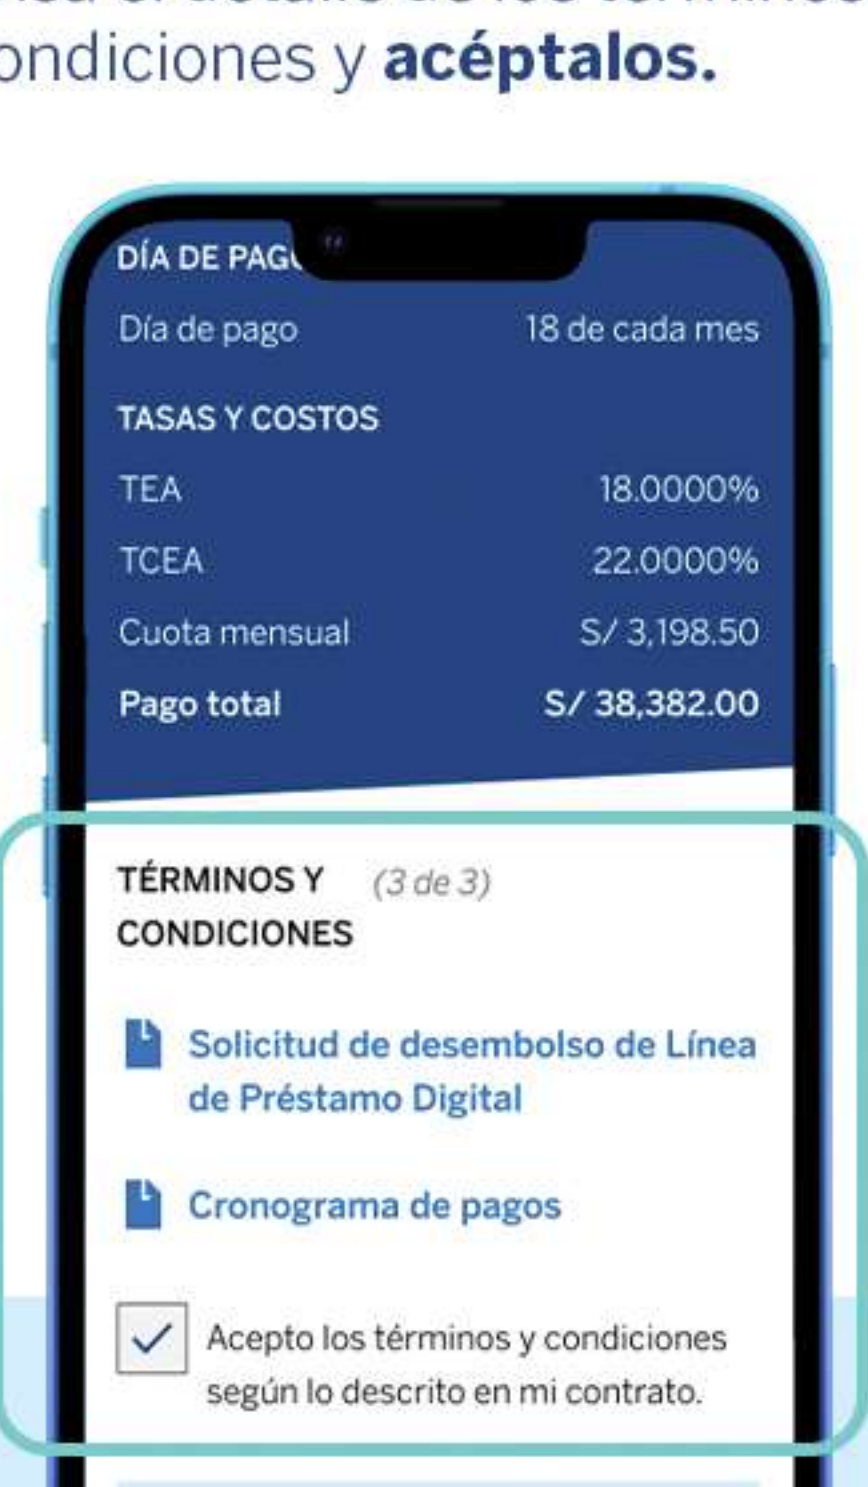 ondiciones y acéptalos.
DÍA DE PAG
Día de pago 18 de cada mes
TASAS Y COSTOS
TEA 18.0000%
TCEA 22.0000%
Cuota mensual S/ 3,198.50
Pago total S/ 38,382.00
TÉRMINOS Y (3 de 3)
CONDICIONES
Solicitud de desembolso de Línea
de Préstamo Digital
Cronograma de pagos
Acepto los términos y condiciones
según lo descrito en mi contrato.